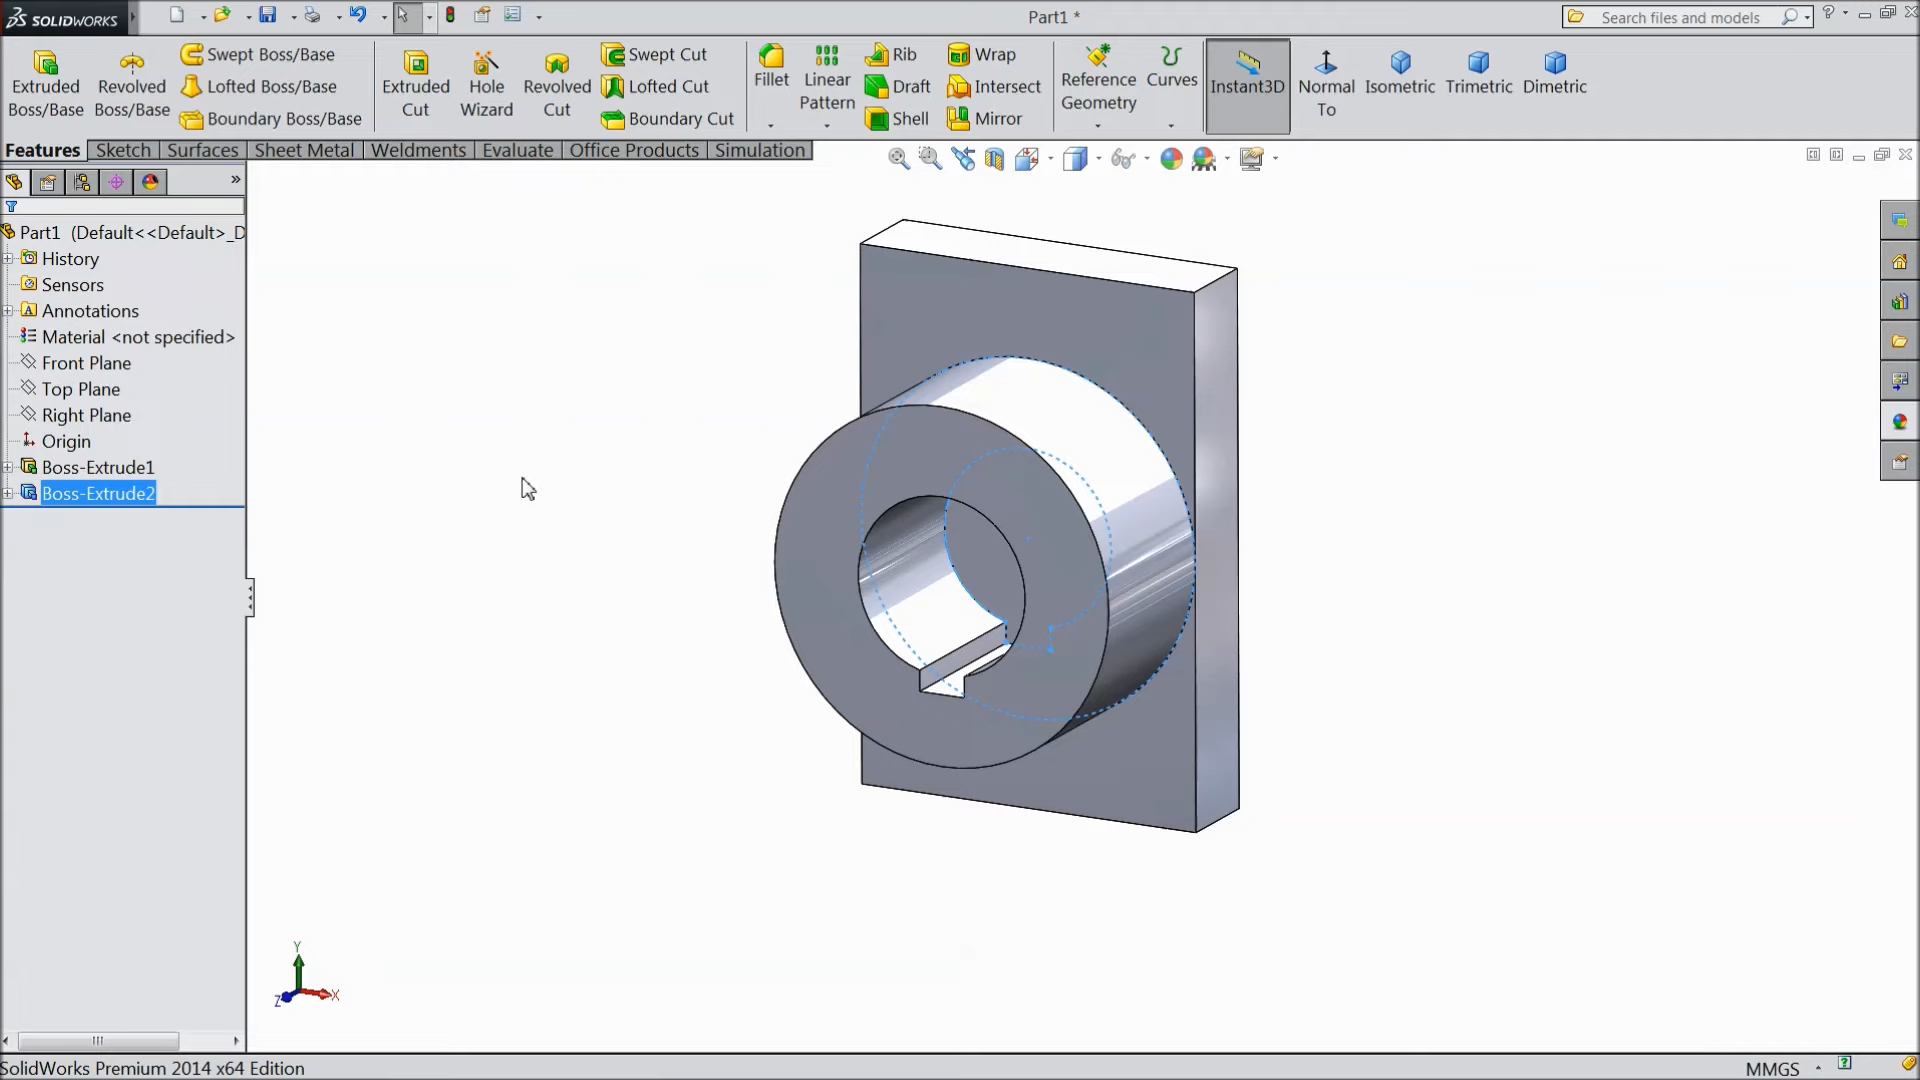 SOLIDWORKS
Part1 *
Search files and models
?
Extruded Boss/Base
Revolved Boss/Base
Swept Boss/Base
Lofted Boss/Base
Boundary Boss/Base
Extruded Cut
Hole Wizard
Revolved Cut
Swept Cut
Lofted Cut
Boundary Cut
Fillet
Linear Pattern
Rib
Draft
Shell
Wrap
Intersect
Mirror
Reference Geometry
Curves
Instant3D
Normal To
Isometric
Trimetric
Dimetric
Features
Sketch
Surfaces
Sheet Metal
Weldments
Evaluate
Office Products
Simulation
»
Part1 (Default<<Default>_D
History
Sensors
A Annotations
Material <not specified>
Front Plane
Top Plane
Right Plane
Origin
Boss-Extrude1
Boss-Extrude2
Y
Z
X
SolidWorks Premium 2014 x64 Edition
MMGS
?